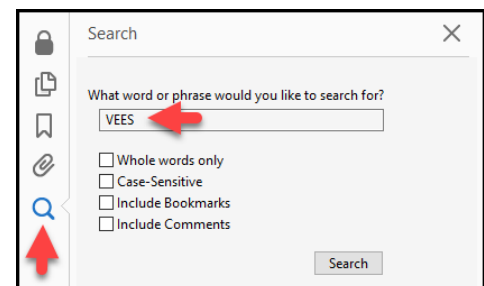 Search
What word or phrase would you like to search for?
VEES
Whole words only
Case-Sensitive
Include Bookmarks
Include Comments
Search